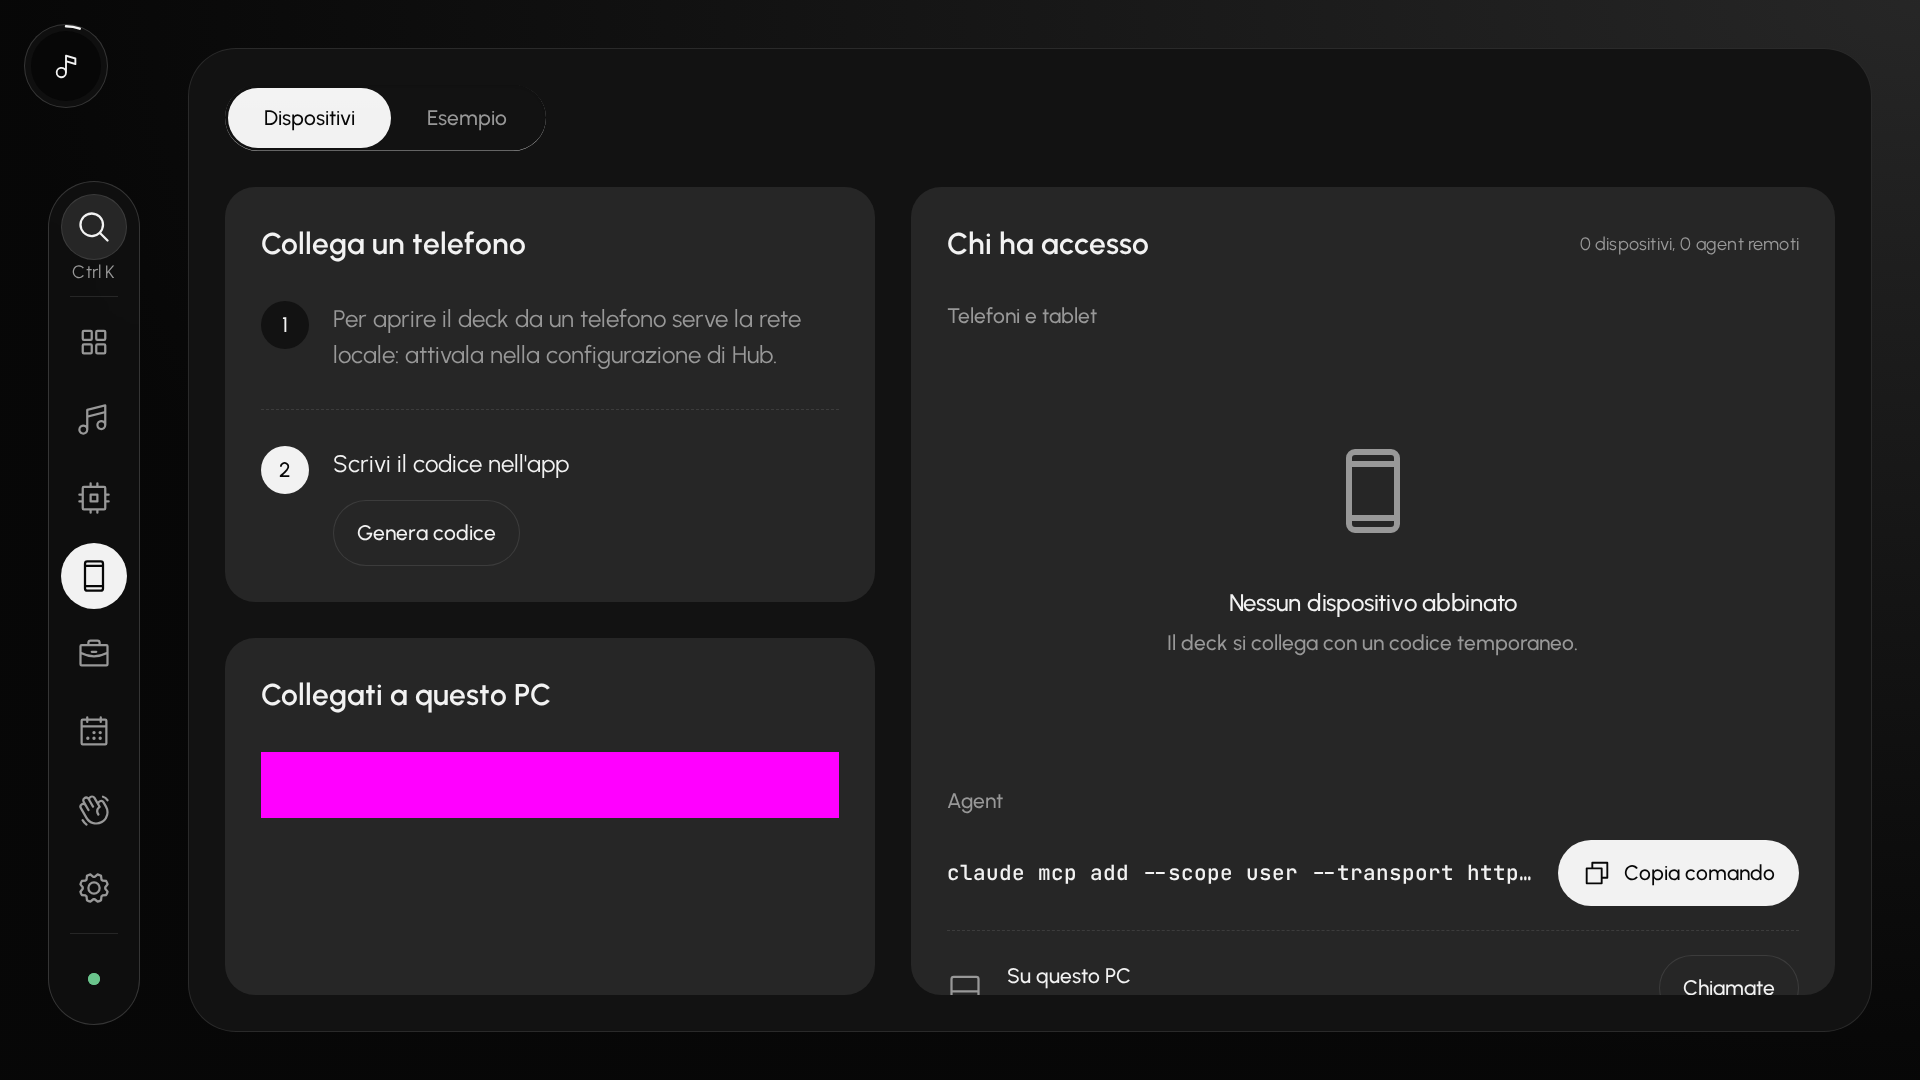 Dispositivi
Esempio
Ctrl K
Collega un telefono
1
Per aprire il deck da un telefono serve la rete
locale: attivala nella configurazione di Hub.
2
Scrivi il codice nell'app
Genera codice
Collegati a questo PC
Chi ha accesso
0 dispositivi, 0 agent remoti
Telefoni e tablet
Nessun dispositivo abbinato
Il deck si collega con un codice temporaneo.
Agent
claude mcp add --scope user --transport http…
Copia comando
Su questo PC
Chiamate